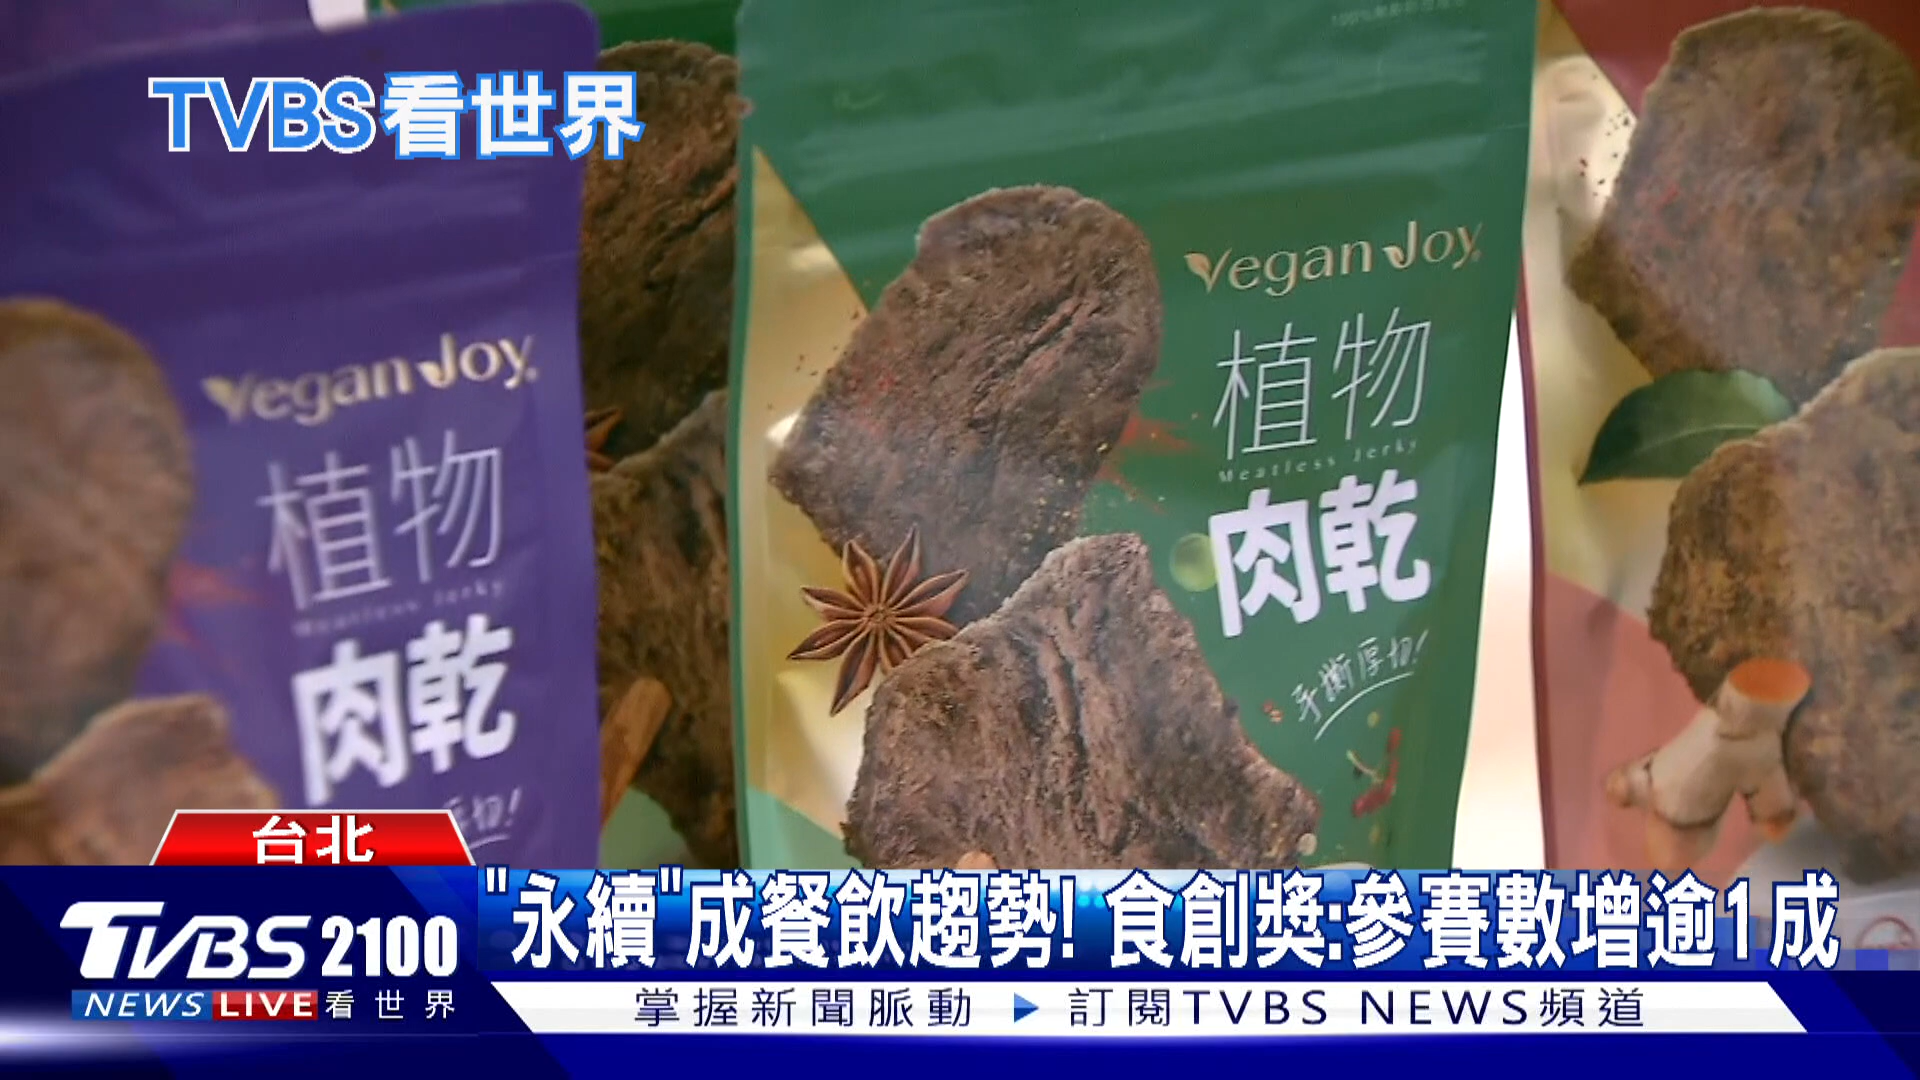 TVBS看世界
Vegan Joy
植物
Meatless Jerky
肉乾
Vegan Joy
植物
Meatless Jerky
肉乾
手撕厚切!
台北
"永續"成餐飲趨勢! 食創獎:參賽數增逾1成
TVBS 2100
NEWS LIVE 看世界
掌握新聞脈動 ▶ 訂閱TVBS NEWS頻道